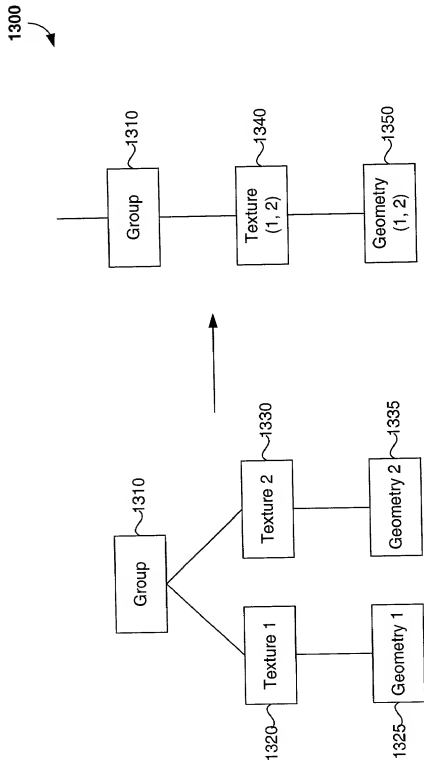 1300
Group
1310
Texture 1
1320
Texture 2
1330
Geometry 1
1325
Geometry 2
1335
Group
1310
Texture
(1, 2)
1340
Geometry
(1, 2)
1350